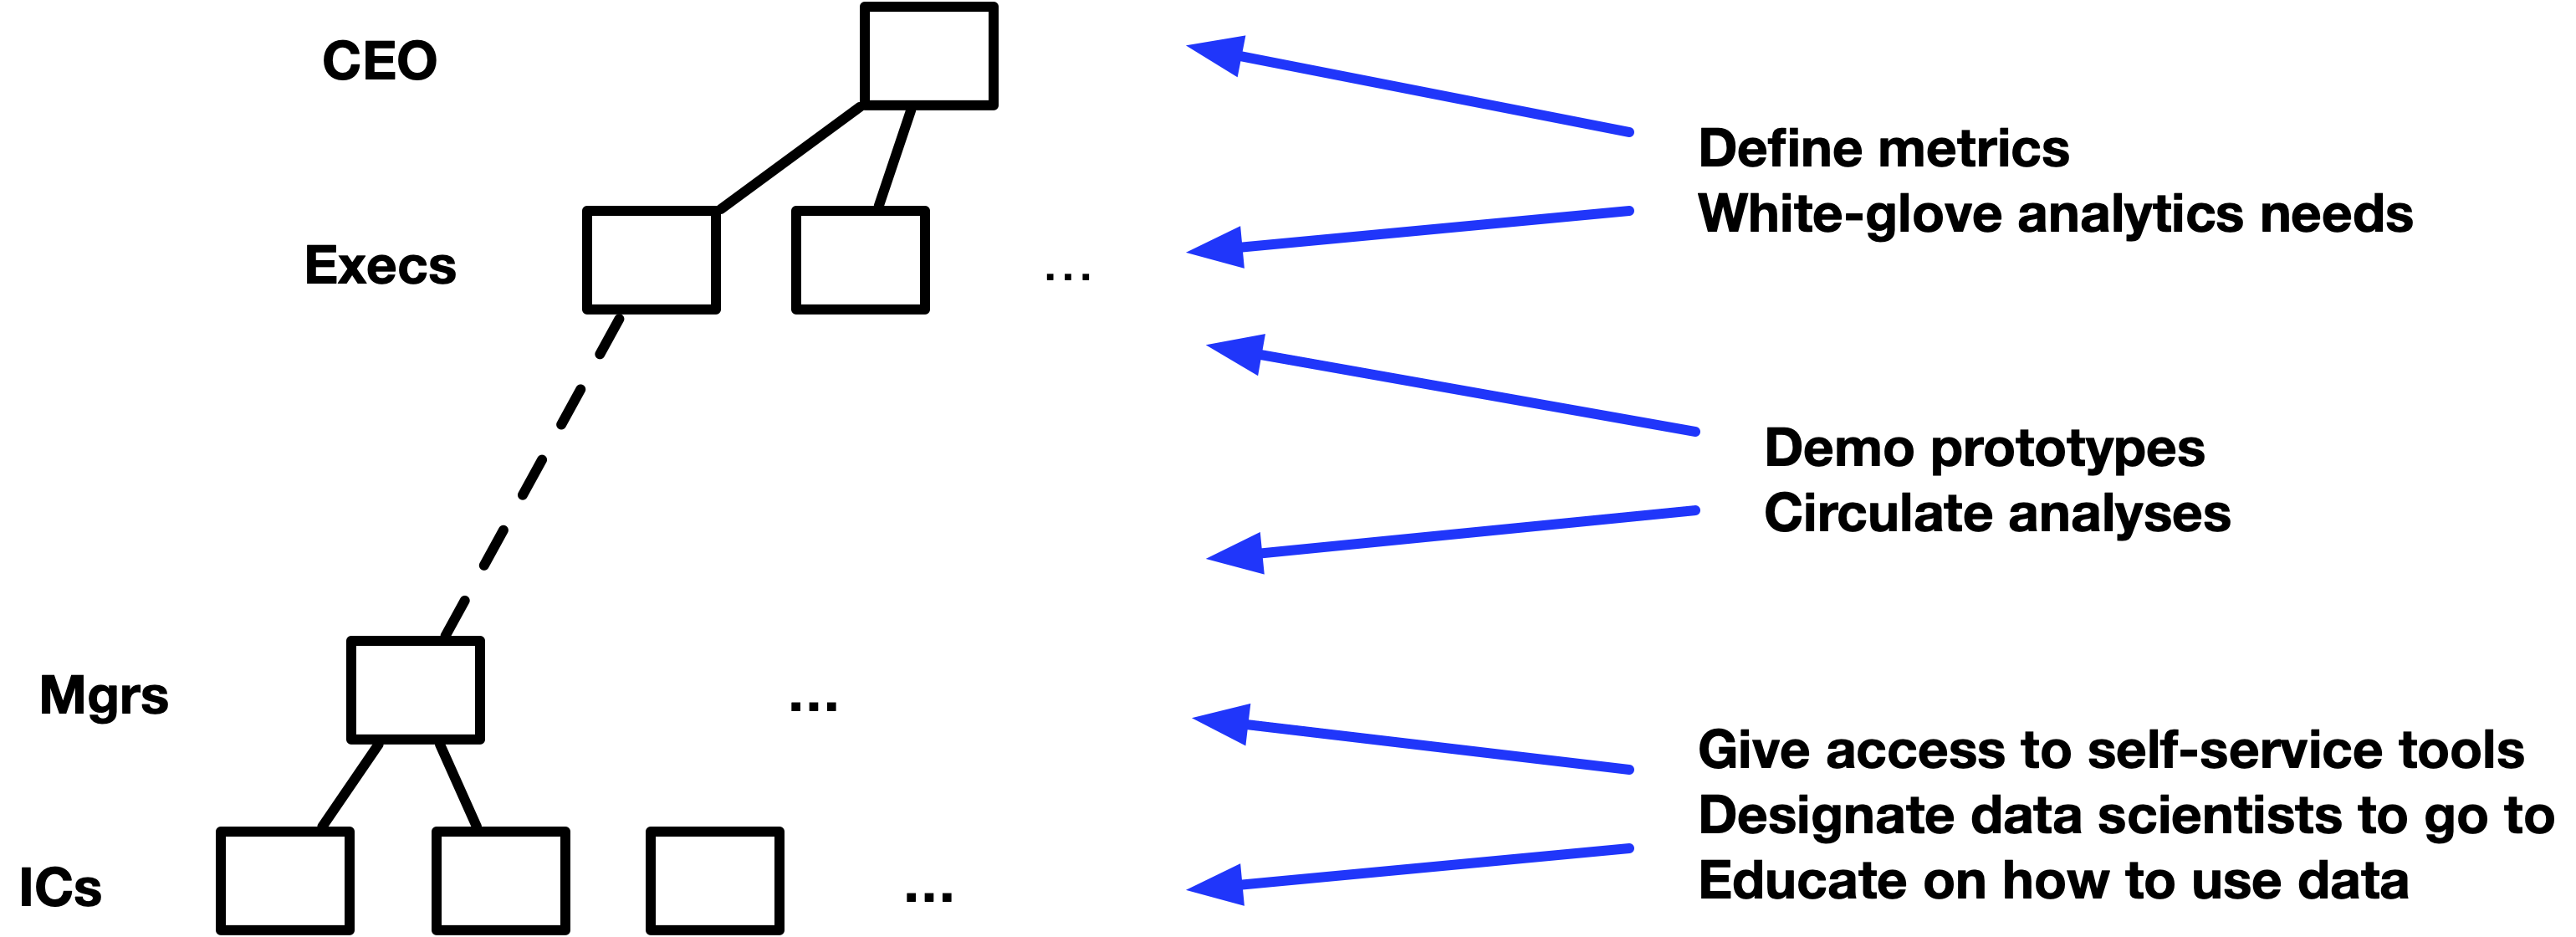 CEO
Define metrics
White-glove analytics needs
Execs
...
Demo prototypes
Circulate analyses
Mgrs
...
Give access to self-service tools
Designate data scientists to go to
Educate on how to use data
ICs
...